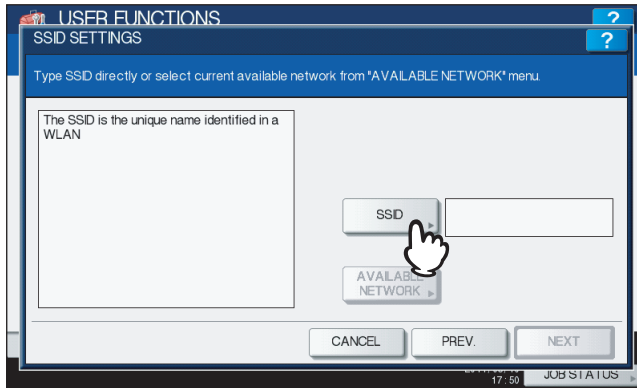 USER FUNCTIONS
?
SSID SETTINGS
?
Type SSID directly or select current available network from "AVAILABLE NETWORK" menu.
The SSID is the unique name identified in a
WLAN
SSID
AVAILABLE
NETWORK
CANCEL
PREV.
NEXT
17:50
JOB STATUS